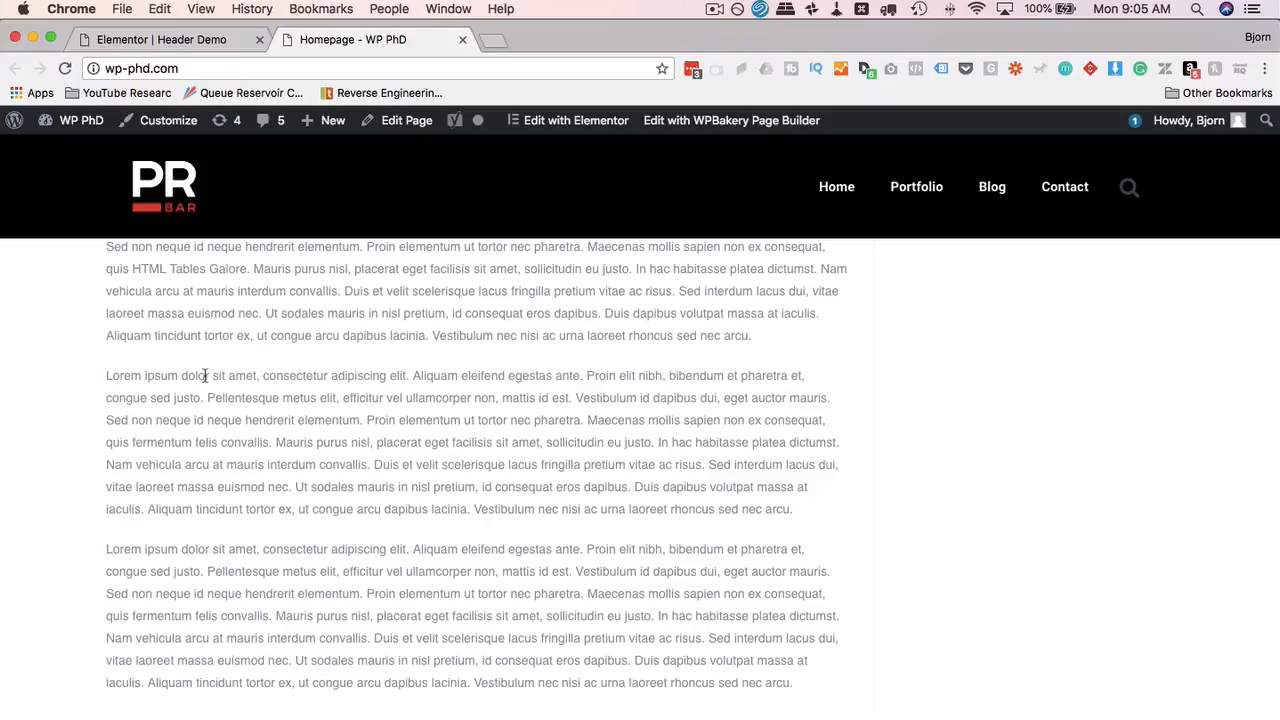 Chrome File Edit View History Bookmarks People Window Help 100% Mon 9:05 AM
Elementor | Header Demo Homepage - WP PhD Bjorn
wp-phd.com
Apps YouTube Researc Queue Reservoir C... Reverse Engineerin... Other Bookmarks
WP PhD Customize 4 5 New Edit Page Edit with Elementor Edit with WPBakery Page Builder 1 Howdy, Bjorn
PR
BAR
Home Portfolio Blog Contact
Sed non neque id neque hendrerit elementum. Proin elementum ut tortor nec pharetra. Maecenas mollis sapien non ex consequat,
quis HTML Tables Galore. Mauris purus nisl, placerat eget facilisis sit amet, sollicitudin eu justo. In hac habitasse platea dictumst. Nam
vehicula arcu at mauris interdum convallis. Duis et velit scelerisque lacus fringilla pretium vitae ac risus. Sed interdum lacus dui, vitae
laoreet massa euismod nec. Ut sodales mauris in nisl pretium, id consequat eros dapibus. Duis dapibus volutpat massa at iaculis.
Aliquam tincidunt tortor ex, ut congue arcu dapibus lacinia. Vestibulum nec nisi ac urna laoreet rhoncus sed nec arcu.
Lorem ipsum dolor sit amet, consectetur adipiscing elit. Aliquam eleifend egestas ante. Proin elit nibh, bibendum et pharetra et,
congue sed justo. Pellentesque metus elit, efficitur vel ullamcorper non, mattis id est. Vestibulum id dapibus dui, eget auctor mauris.
Sed non neque id neque hendrerit elementum. Proin elementum ut tortor nec pharetra. Maecenas mollis sapien non ex consequat,
quis fermentum felis convallis. Mauris purus nisl, placerat eget facilisis sit amet, sollicitudin eu justo. In hac habitasse platea dictumst.
Nam vehicula arcu at mauris interdum convallis. Duis et velit scelerisque lacus fringilla pretium vitae ac risus. Sed interdum lacus dui,
vitae laoreet massa euismod nec. Ut sodales mauris in nisl pretium, id consequat eros dapibus. Duis dapibus volutpat massa at
iaculis. Aliquam tincidunt tortor ex, ut congue arcu dapibus lacinia. Vestibulum nec nisi ac urna laoreet rhoncus sed nec arcu.
Lorem ipsum dolor sit amet, consectetur adipiscing elit. Aliquam eleifend egestas ante. Proin elit nibh, bibendum et pharetra et,
congue sed justo. Pellentesque metus elit, efficitur vel ullamcorper non, mattis id est. Vestibulum id dapibus dui, eget auctor mauris.
Sed non neque id neque hendrerit elementum. Proin elementum ut tortor nec pharetra. Maecenas mollis sapien non ex consequat,
quis fermentum felis convallis. Mauris purus nisl, placerat eget facilisis sit amet, sollicitudin eu justo. In hac habitasse platea dictumst.
Nam vehicula arcu at mauris interdum convallis. Duis et velit scelerisque lacus fringilla pretium vitae ac risus. Sed interdum lacus dui,
vitae laoreet massa euismod nec. Ut sodales mauris in nisl pretium, id consequat eros dapibus. Duis dapibus volutpat massa at
iaculis. Aliquam tincidunt tortor ex, ut congue arcu dapibus lacinia. Vestibulum nec nisi ac urna laoreet rhoncus sed nec arcu.